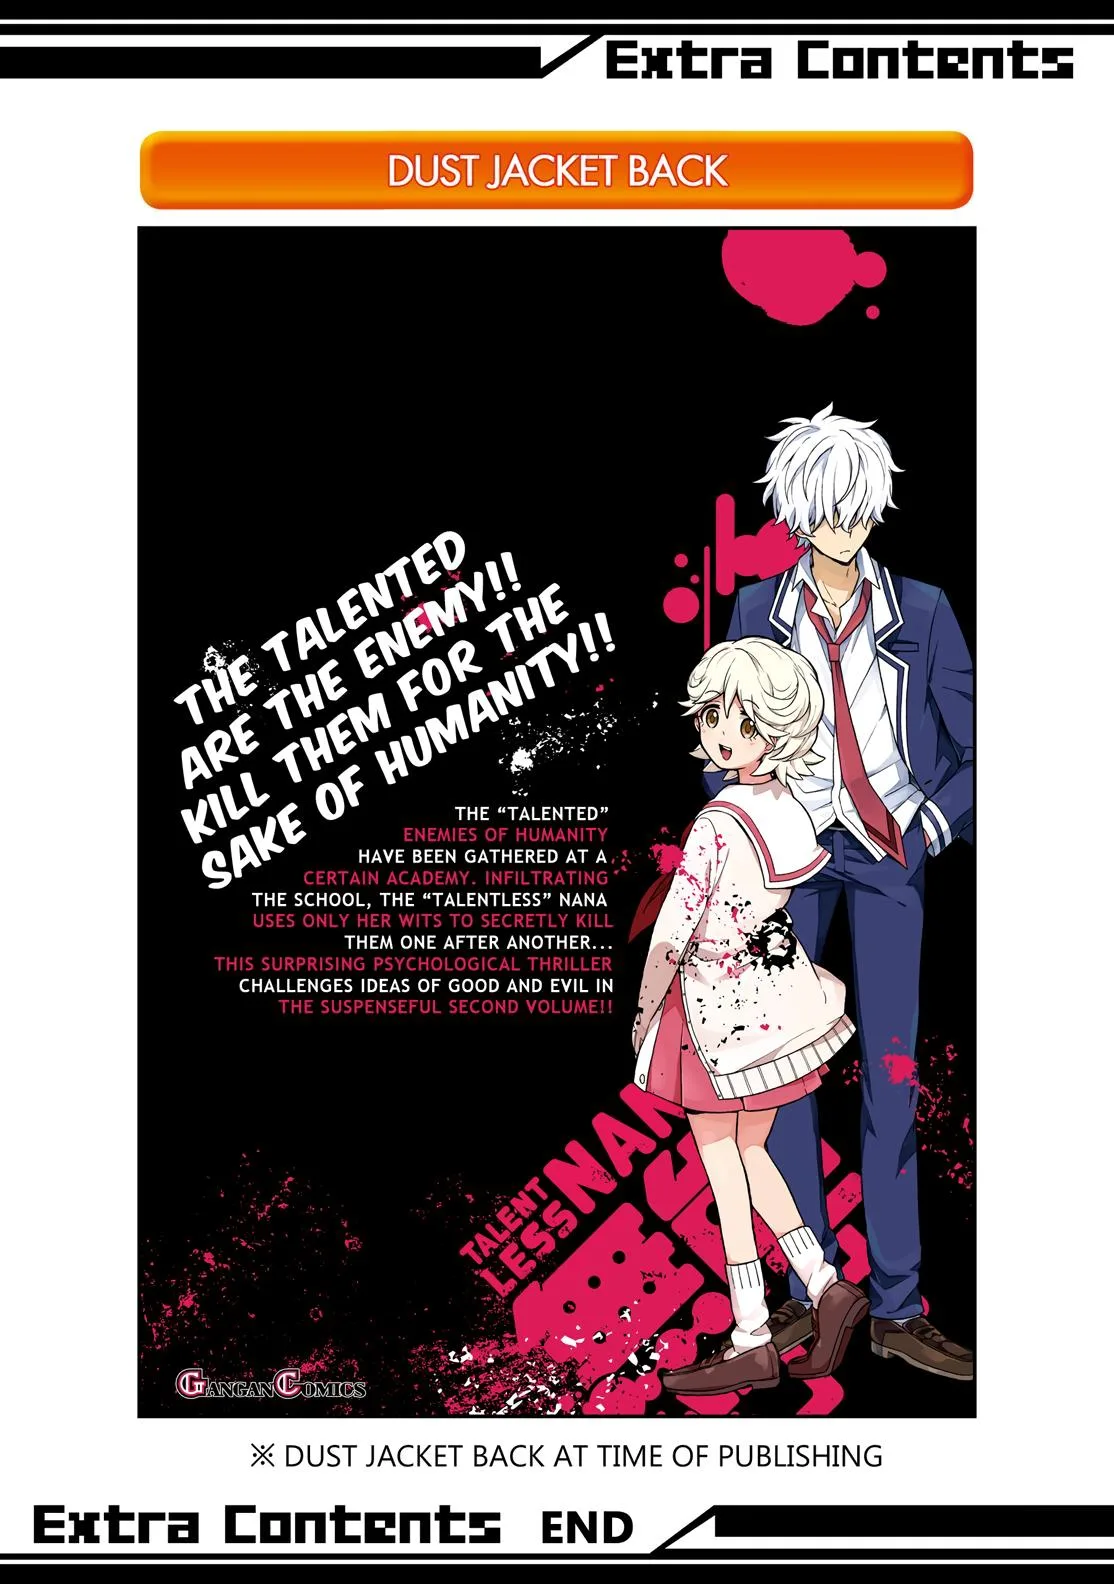 Extra Contents
DUST JACKET BACK
THE TALENTED
ARE THE ENEMY!!
KILL THEM FOR THE
SAKE OF HUMANITY!!
THE “TALENTED”
ENEMIES OF HUMANITY
HAVE BEEN GATHERED AT A
CERTAIN ACADEMY. INFILTRATING
THE SCHOOL, THE “TALENTLESS” NANA
USES ONLY HER WITS TO SECRETLY KILL
THEM ONE AFTER ANOTHER...
THIS SURPRISING PSYCHOLOGICAL THRILLER
CHALLENGES IDEAS OF GOOD AND EVIL IN
THE SUSPENSEFUL SECOND VOLUME!!
TALENT
LESS
GANGAN COMICS
※ DUST JACKET BACK AT TIME OF PUBLISHING
Extra Contents END